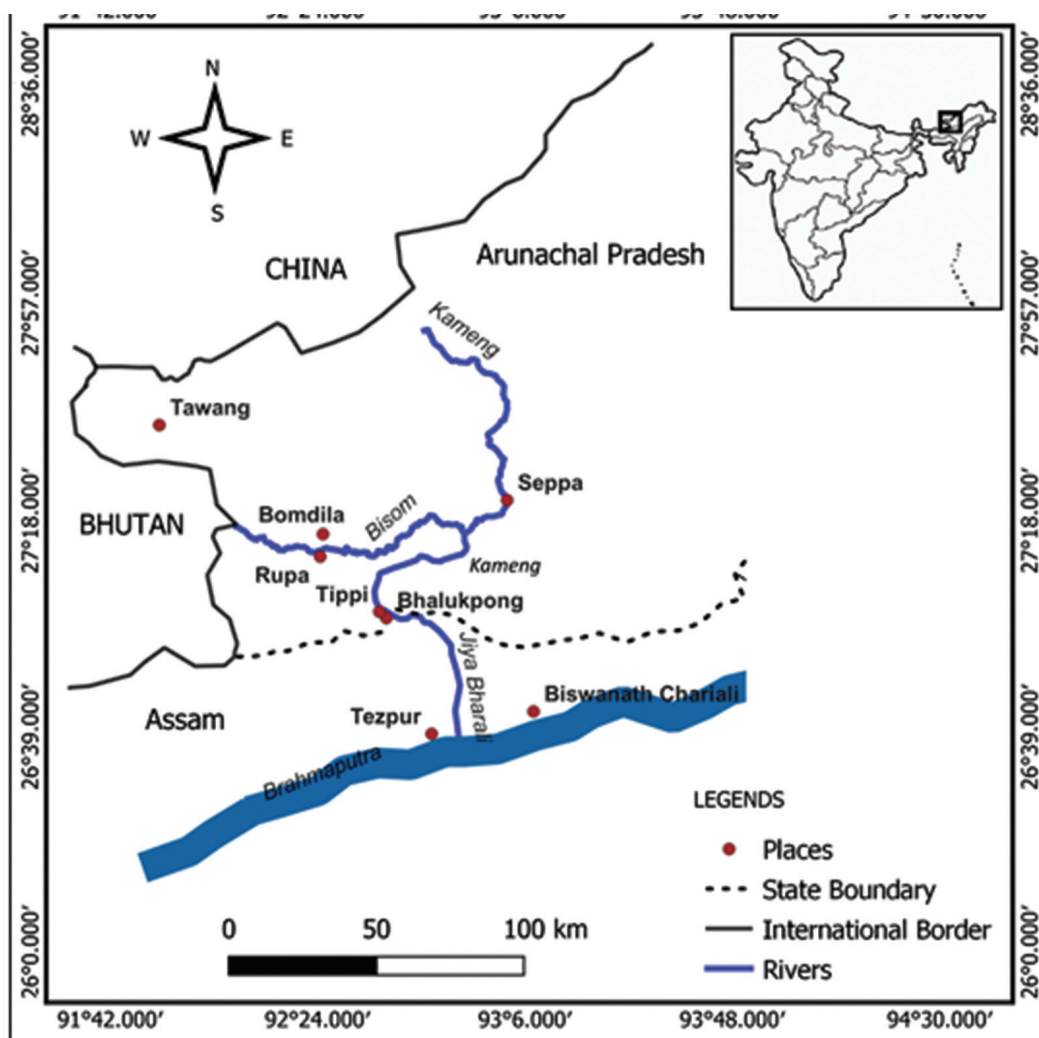 N
W E
S
CHINA
Arunachal Pradesh
Kameng
Tawang
Seppa
BHUTAN
Bomdila
Bisom
Rupa
Kameng
Tippi
Bhalukpong
Jiya Bharali
Assam
Tezpur
Biswanath Chariali
Brahmaputra
LEGENDS
Places
State Boundary
International Border
Rivers
0 50 100 km
28°36.000′
27°57.000′
27°18.000′
26°39.000′
26°0.000′
28°36.000′
27°57.000′
27°18.000′
26°39.000′
26°0.000′
91°42.000′ 92°24.000′ 93°6.000′ 93°48.000′ 94°30.000′